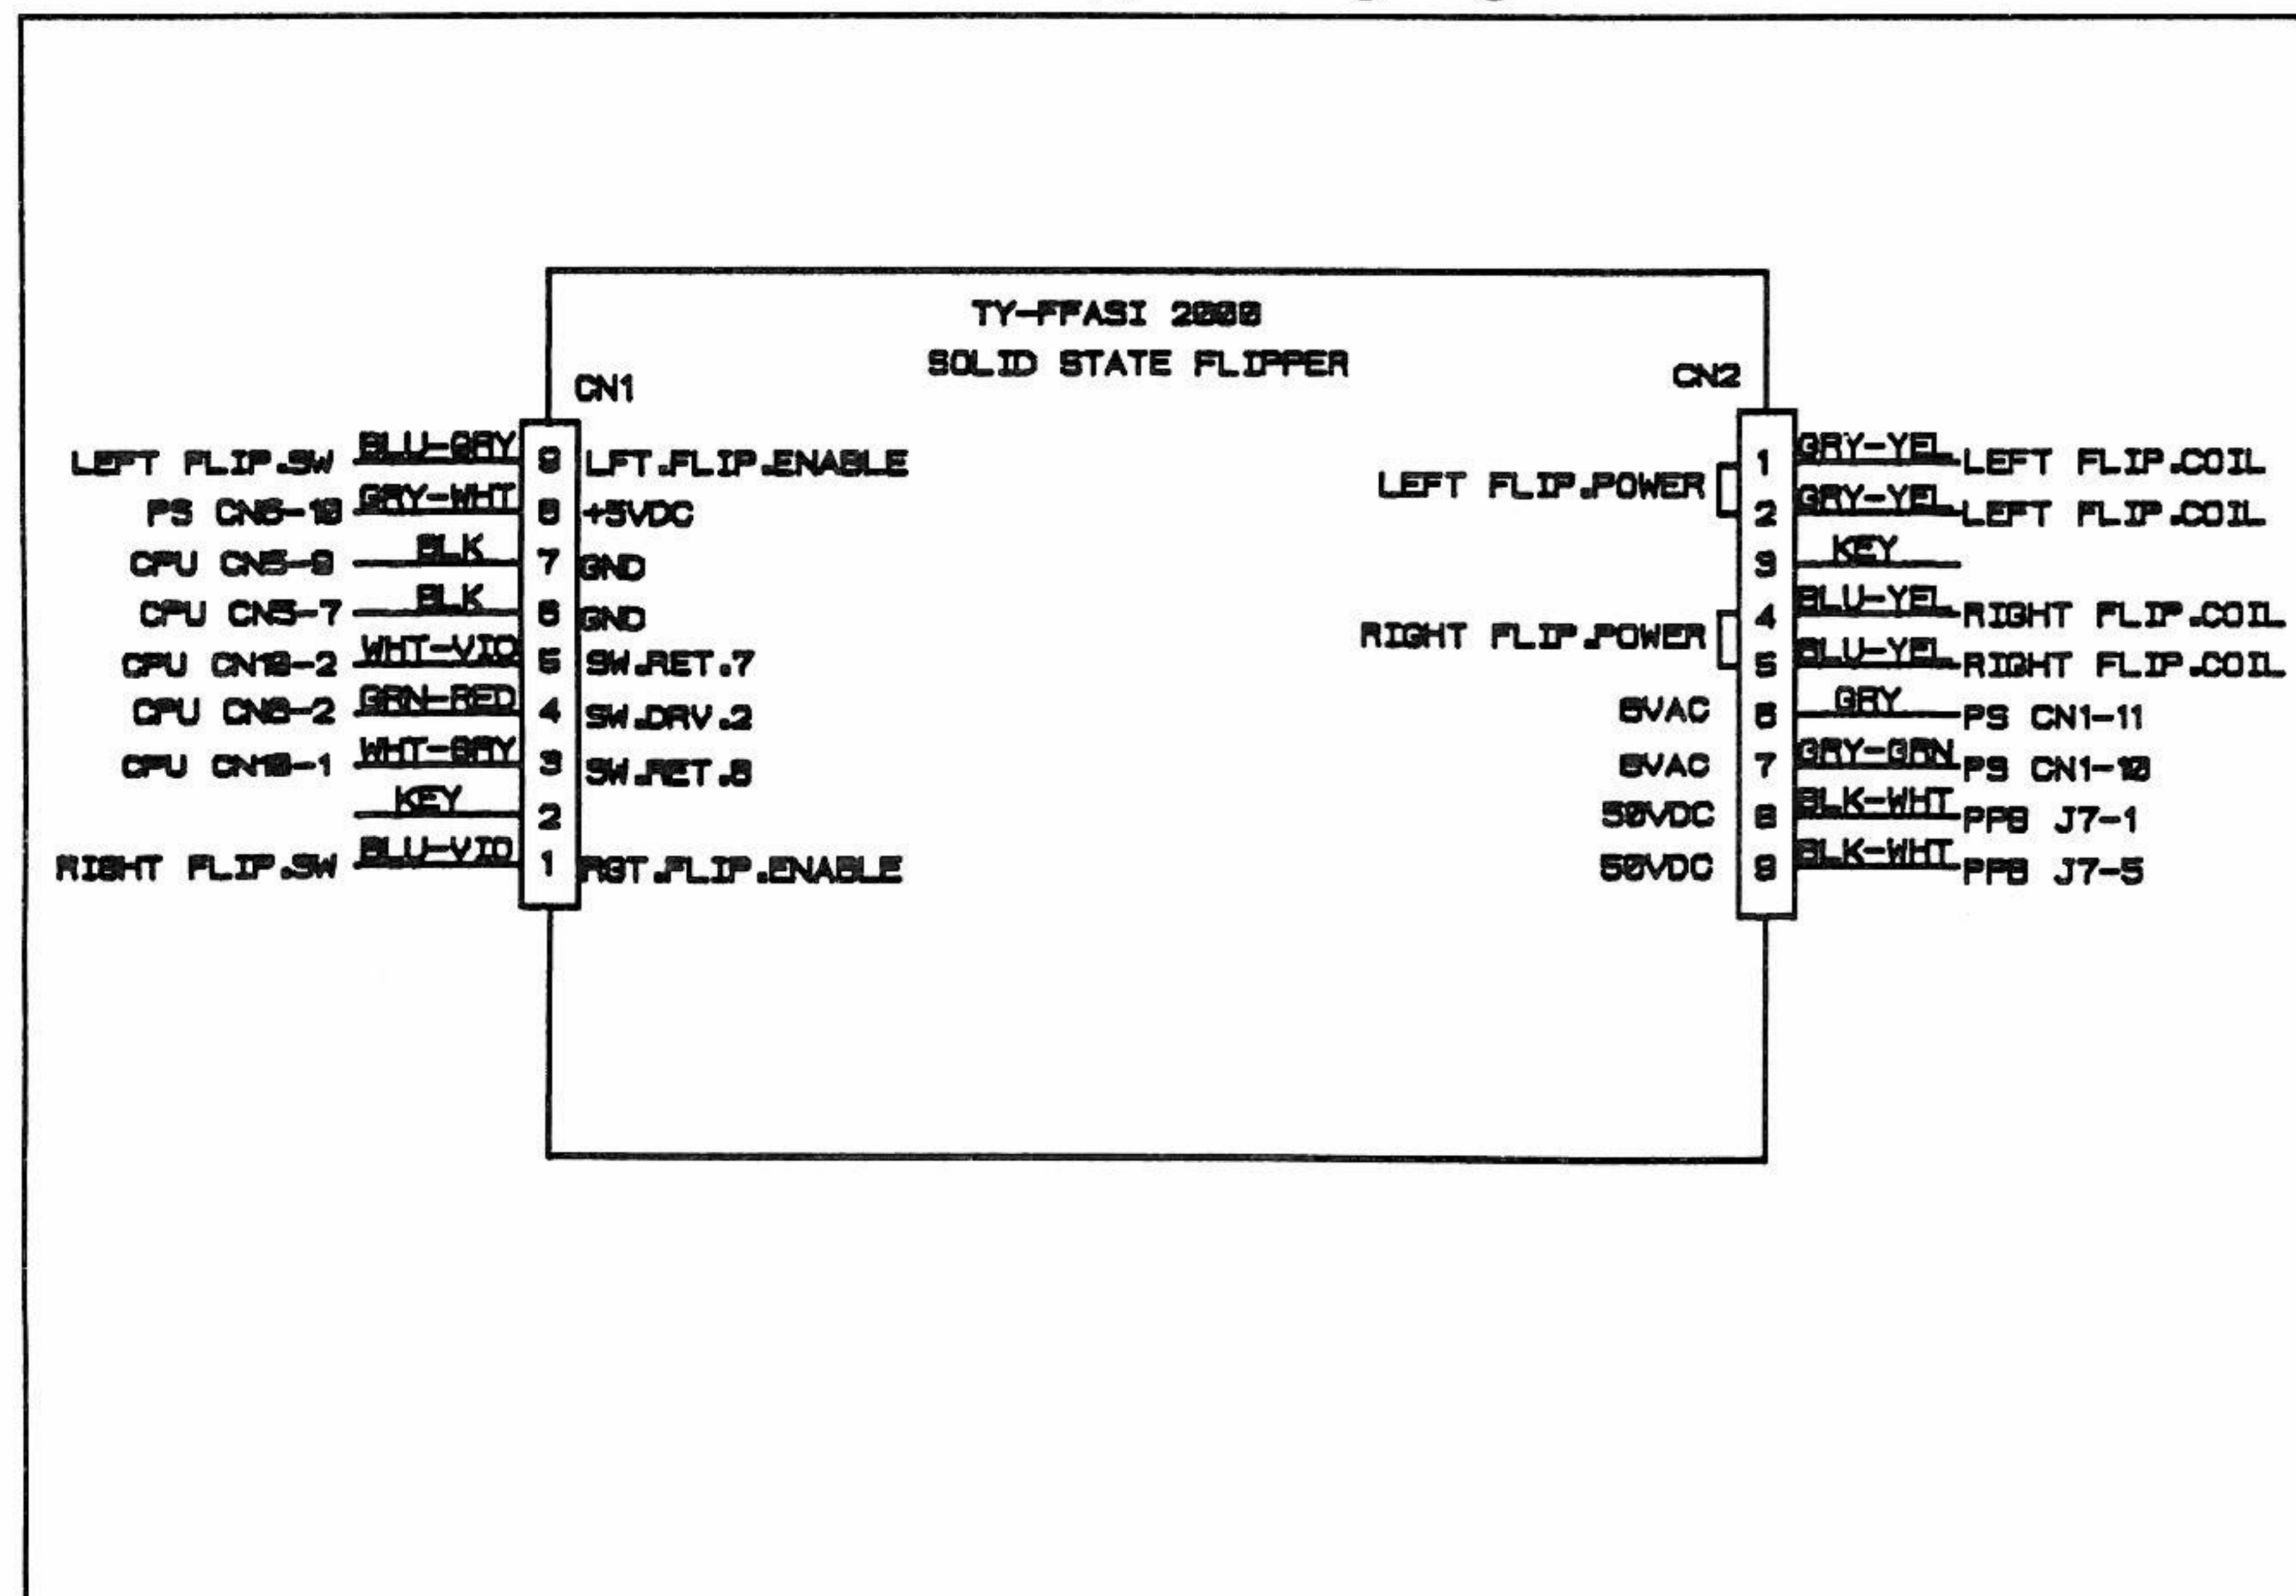 TY-FFASI 2000
SOLID STATE FLIPPER
CN1
LEFT FLIP.SW BLU-GRY 9 LFT.FLIP.ENABLE
PS CN6-10 GRY-WHT 8 +5VDC
CPU BLK 7 GND
CPU CN5-7 BLK 6 GND
CPU CN10-2 WHT-VIO 5 SW.RET.7
CPU CN8-2 GRN-RED 4 SW.DRV.2
CPU CN10-1 WHT-GRY 3 SW.RET.8
KEY 2
RIGHT FLIP.SW BLU-VIO 1 RGT.FLIP.ENABLE
CN2
LEFT FLIP.POWER
1 GRY-YEL LEFT FLIP.COIL
2 GRY-YEL LEFT FLIP.COIL
3 KEY
RIGHT FLIP.POWER
4 BLU-YEL RIGHT FLIP.COIL
5 BLU-YEL RIGHT FLIP.COIL
6 GRY PS CN1-11
7 GRY-GRN PS CN1-10
50VDC 8 BLK-WHT PPB J7-1
50VDC 9 BLK-WHT PPB J7-5